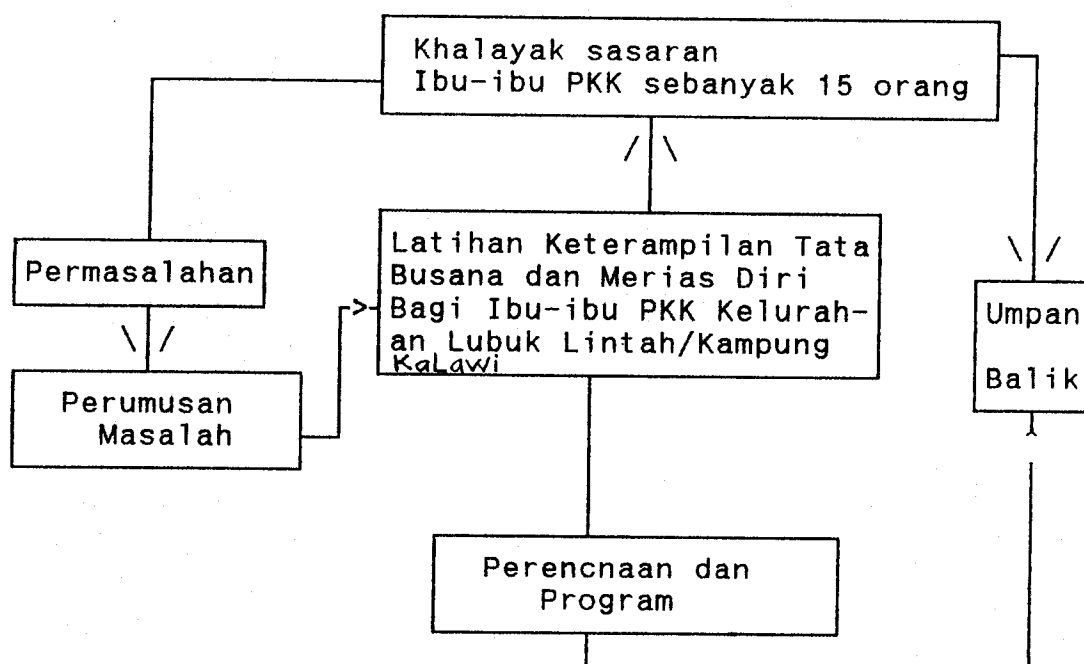 Khalayak sasaran
Ibu-ibu PKK sebanyak 15 orang
Permasalahan
Latihan Keterampilan Tata
Busana dan Merias Diri
Bagi Ibu-ibu PKK Kelurah-
an Lubuk Lintah/Kampung
KaLawi
Umpan
Balik
Perumusan
Masalah
Perencnaan dan
Program